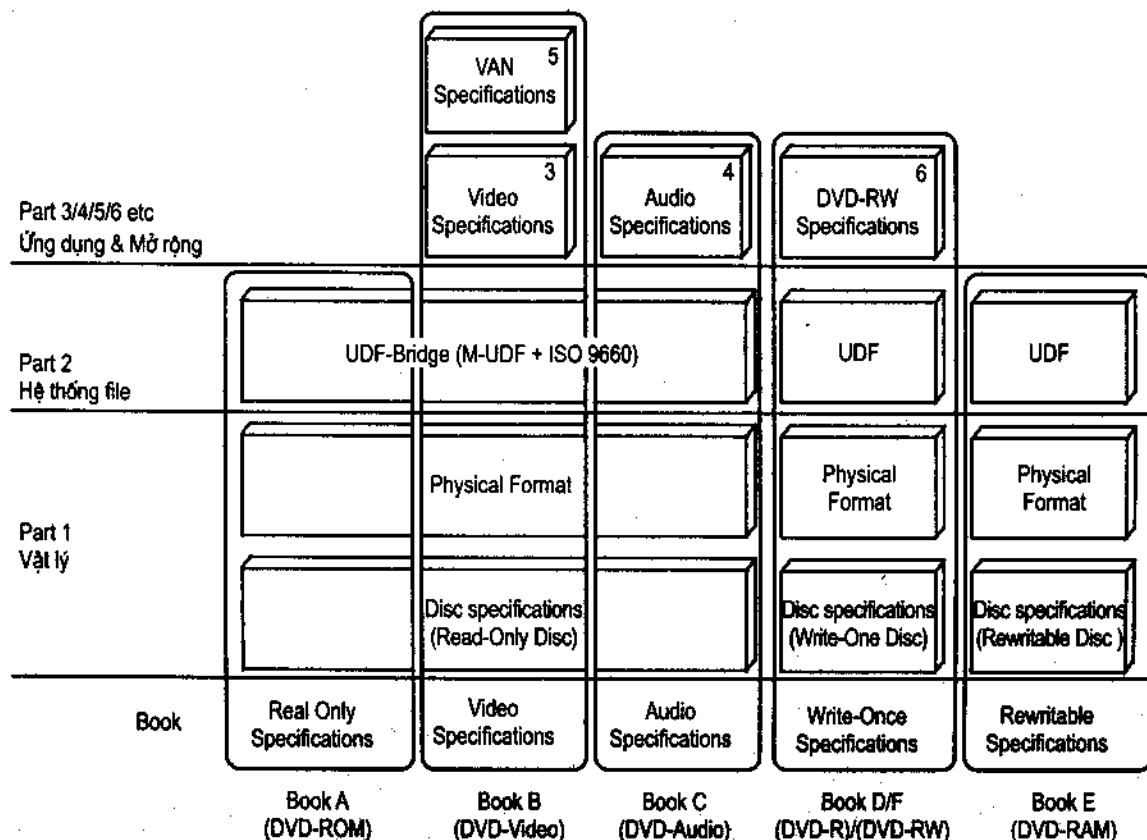 5
VAN
Specifications
3
Video
Specifications
4
Audio
Specifications
6
DVD-RW
Specifications
Part 3/4/5/6 etc
Ứng dụng & Mở rộng
UDF-Bridge (M-UDF + ISO 9660)
UDF
UDF
Part 2
Hệ thống file
Physical Format
Physical
Format
Physical
Format
Part 1
Vật lý
Disc specifications
(Read-Only Disc)
Disc specifications
(Write-One Disc)
Disc specifications
(Rewritable Disc )
Book
Real Only
Specifications
Video
Specifications
Audio
Specifications
Write-Once
Specifications
Rewritable
Specifications
Book A
(DVD-ROM)
Book B
(DVD-Video)
Book C
(DVD-Audio)
Book D/F
(DVD-R)/(DVD-RW)
Book E
(DVD-RAM)